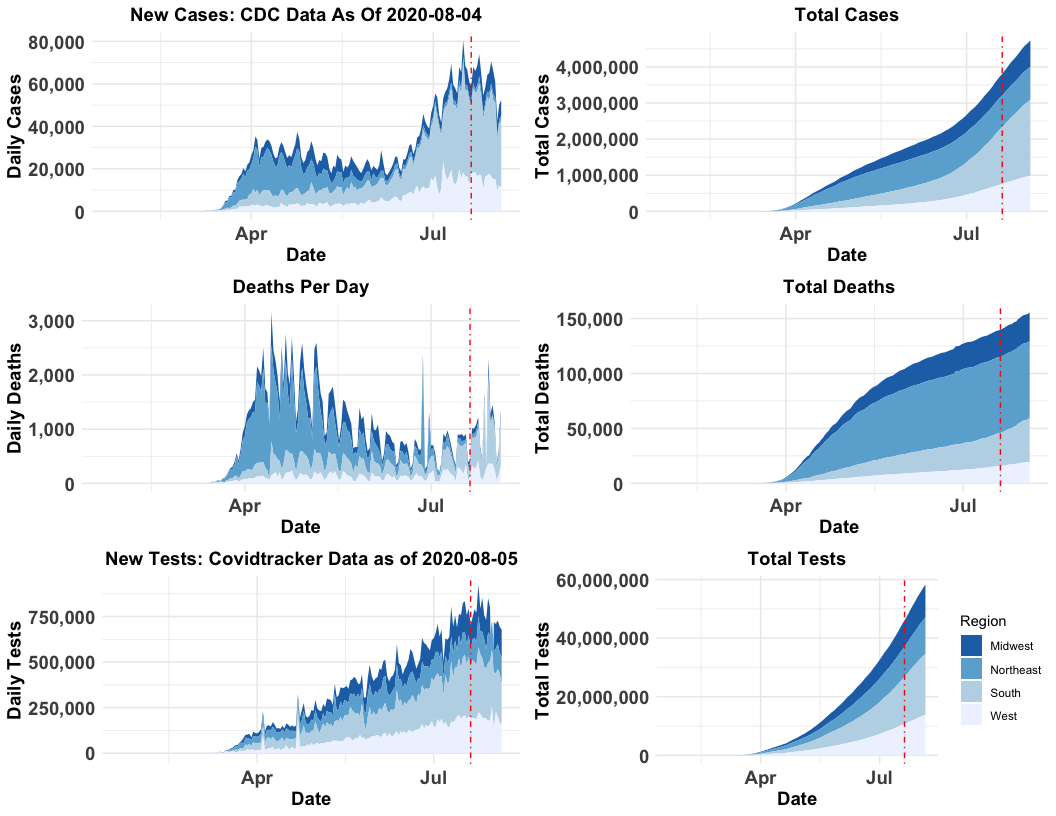 New Cases: CDC Data As Of 2020-08-04
Daily Cases
80,000
60,000
40,000
20,000
0
Apr
Jul
Date
Total Cases
Total Cases
4,000,000
3,000,000
2,000,000
1,000,000
0
Apr
Jul
Date
Deaths Per Day
Daily Deaths
3,000
2,000
1,000
0
Apr
Jul
Date
Total Deaths
Total Deaths
150,000
100,000
50,000
0
Apr
Jul
Date
New Tests: Covidtracker Data as of 2020-08-05
Daily Tests
750,000
500,000
250,000
0
Apr
Jul
Date
Total Tests
Total Tests
60,000,000
40,000,000
20,000,000
0
Apr
Jul
Date
Region
Midwest
Northeast
South
West